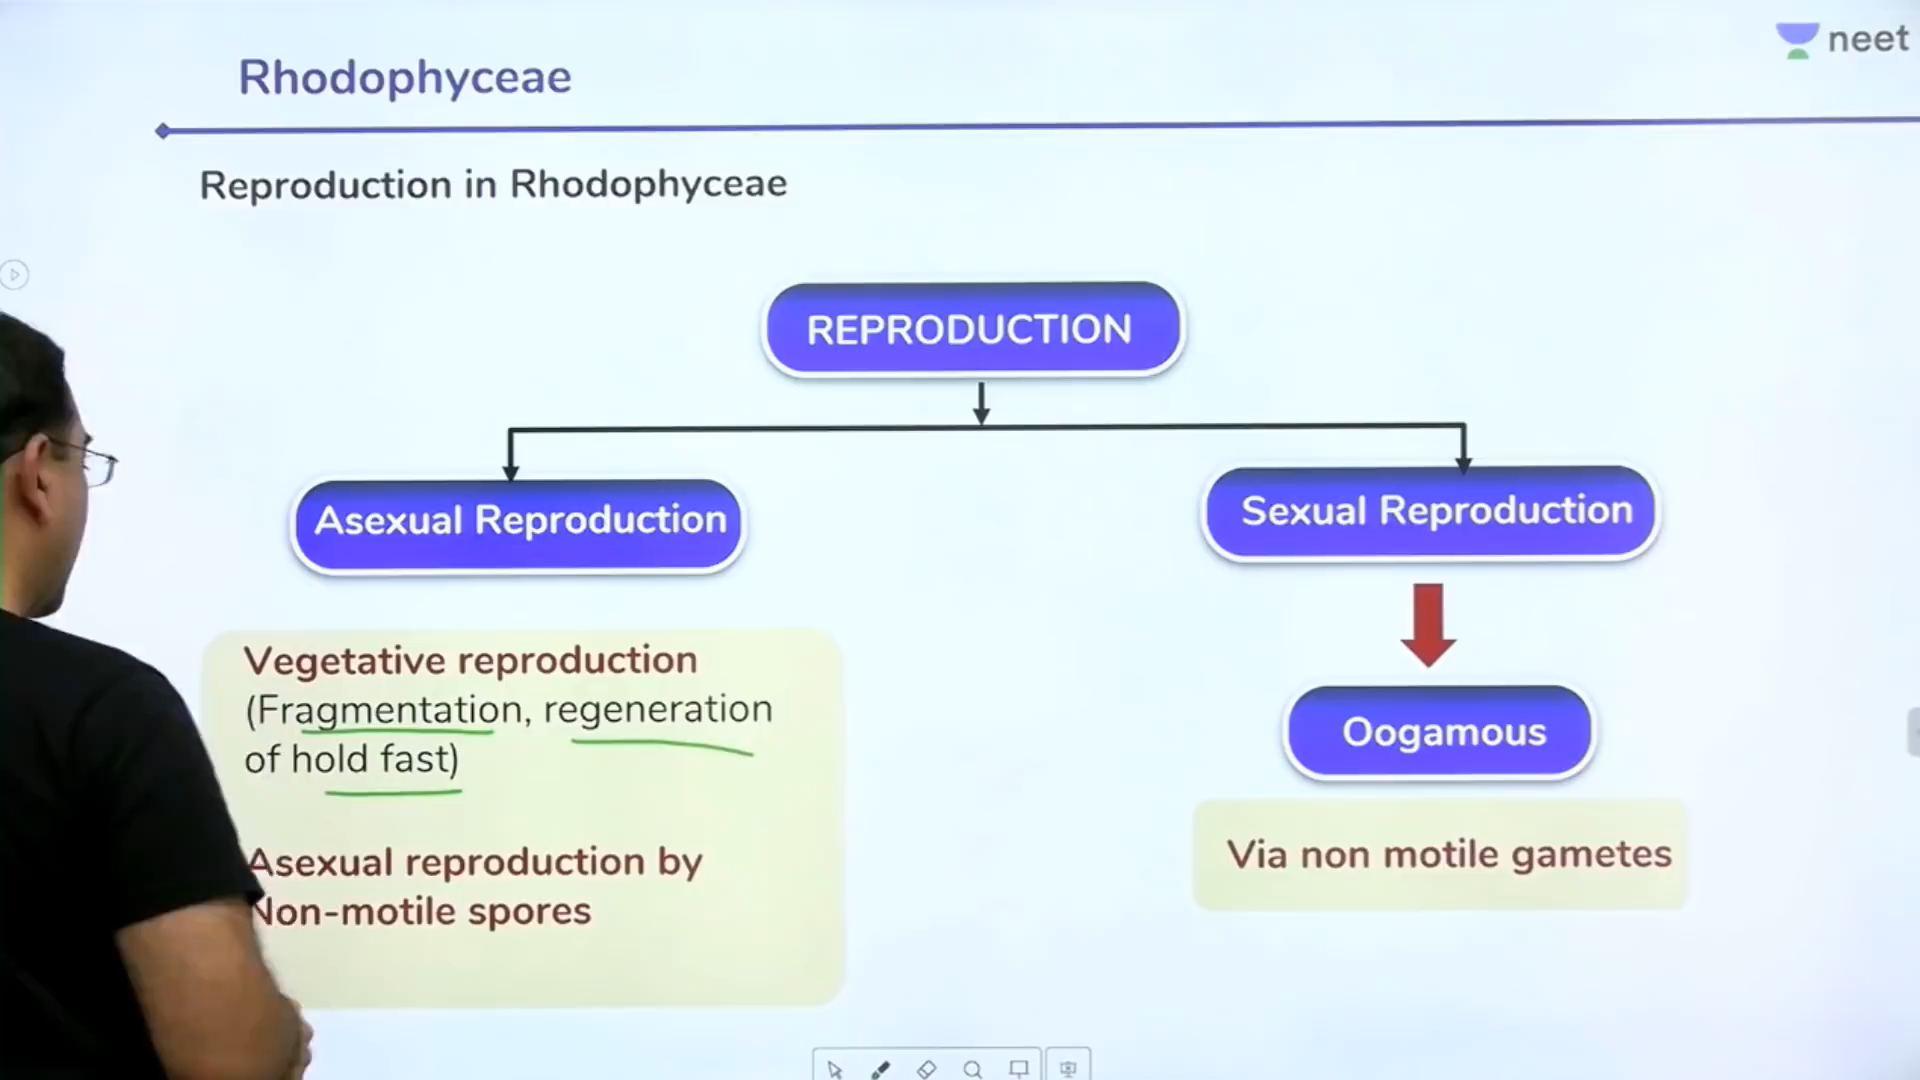 neet
Rhodophyceae
Reproduction in Rhodophyceae
REPRODUCTION
Asexual Reproduction
Sexual Reproduction
Vegetative reproduction
(Fragmentation, regeneration
of hold fast)
Asexual reproduction by
Non-motile spores
Oogamous
Via non motile gametes